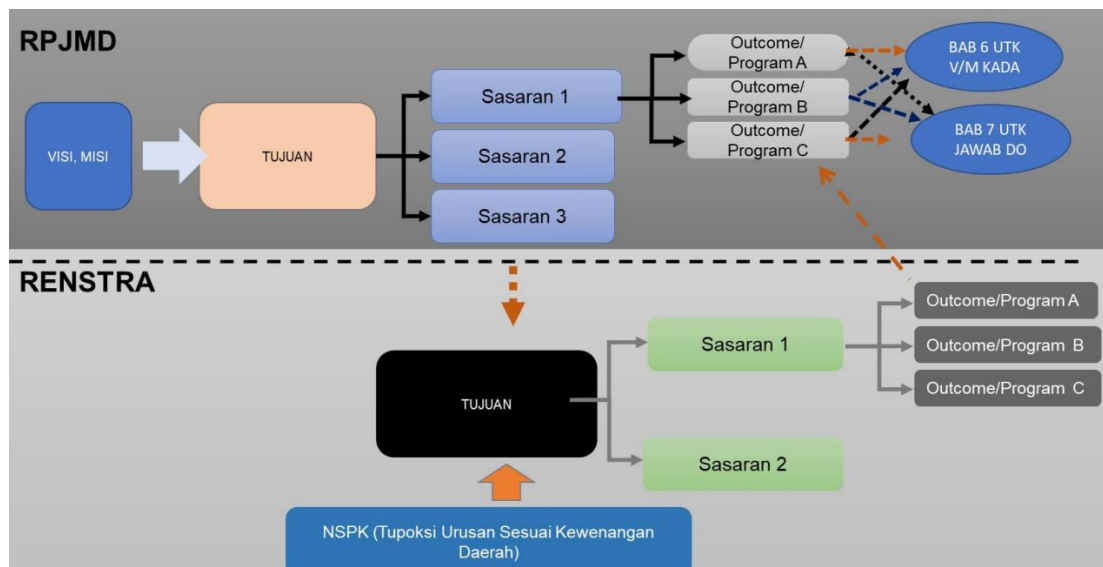 RPJMD
VISI, MISI
TUJUAN
Sasaran 1
Sasaran 2
Sasaran 3
Outcome/
Program A
Outcome/
Program B
Outcome/
Program C
BAB 6 UTK
V/M KADA
BAB 7 UTK
JAWAB DO
RENSTRA
TUJUAN
Sasaran 1
Sasaran 2
Outcome/Program A
Outcome/Program B
Outcome/Program C
NSPK (Tupoksi Urusan Sesuai Kewenangan
Daerah)